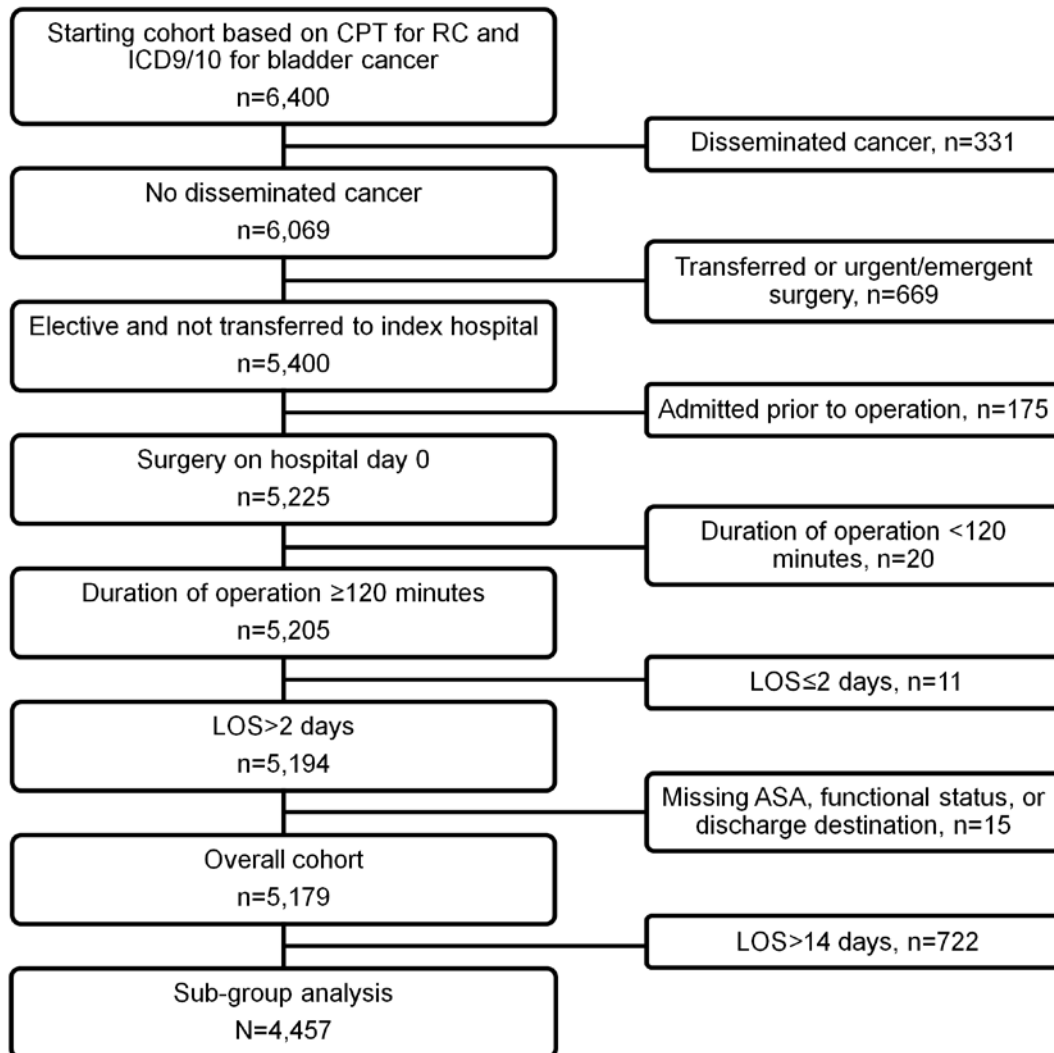 Starting cohort based on CPT for RC and
ICD9/10 for bladder cancer
n=6,400
Disseminated cancer, n=331
No disseminated cancer
n=6,069
Transferred or urgent/emergent
surgery, n=669
Elective and not transferred to index hospital
n=5,400
Admitted prior to operation, n=175
Surgery on hospital day 0
n=5,225
Duration of operation <120
minutes, n=20
Duration of operation ≥120 minutes
n=5,205
LOS≤2 days, n=11
LOS>2 days
n=5,194
Missing ASA, functional status, or
discharge destination, n=15
Overall cohort
n=5,179
LOS>14 days, n=722
Sub-group analysis
N=4,457